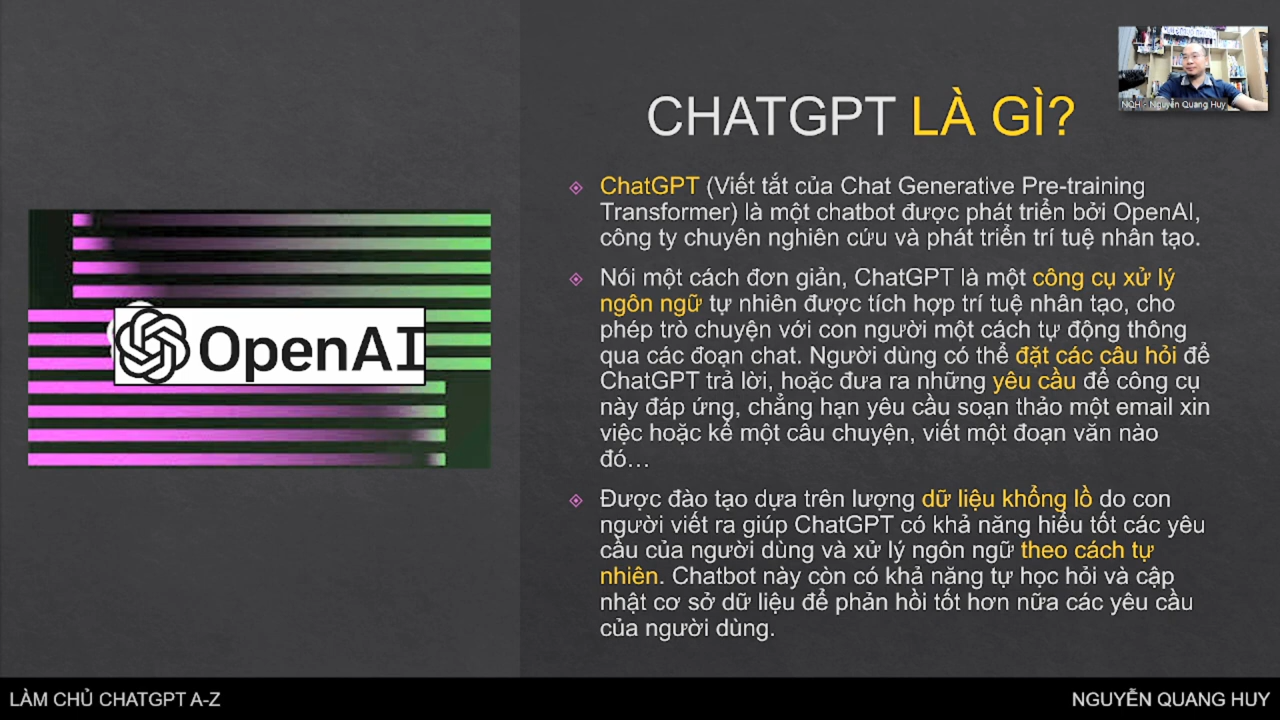 NQH - Nguyễn Quang Huy
CHATGPT LÀ GÌ?
ChatGPT (Viết tắt của Chat Generative Pre-training
Transformer) là một chatbot được phát triển bởi OpenAI,
công ty chuyên nghiên cứu và phát triển trí tuệ nhân tạo.
Nói một cách đơn giản, ChatGPT là một công cụ xử lý
ngôn ngữ tự nhiên được tích hợp trí tuệ nhân tạo, cho
phép trò chuyện với con người một cách tự động thông
qua các đoạn chat. Người dùng có thể đặt các câu hỏi để
ChatGPT trả lời, hoặc đưa ra những yêu cầu để công cụ
này đáp ứng, chẳng hạn yêu cầu soạn thảo một email xin
việc hoặc kể một câu chuyện, viết một đoạn văn nào
đó...
Được đào tạo dựa trên lượng dữ liệu khổng lồ do con
người viết ra giúp ChatGPT có khả năng hiểu tốt các yêu
cầu của người dùng và xử lý ngôn ngữ theo cách tự
nhiên. Chatbot này còn có khả năng tự học hỏi và cập
nhật cơ sở dữ liệu để phản hồi tốt hơn nữa các yêu cầu
của người dùng.
OpenAI
LÀM CHỦ CHATGPT A-Z
NGUYỄN QUANG HUY